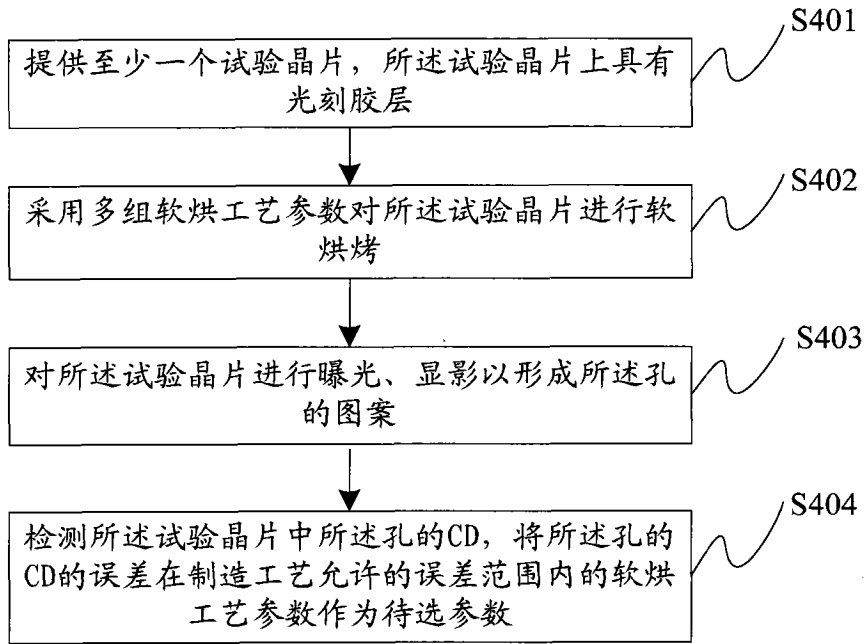 S401
提供至少一个试验晶片，所述试验晶片上具有
光刻胶层
S402
采用多组软烘工艺参数对所述试验晶片进行软
烘烤
S403
对所述试验晶片进行曝光、显影以形成所述孔
的图案
S404
检测所述试验晶片中所述孔的CD，将所述孔的
CD的误差在制造工艺允许的误差范围内的软烘
工艺参数作为待选参数